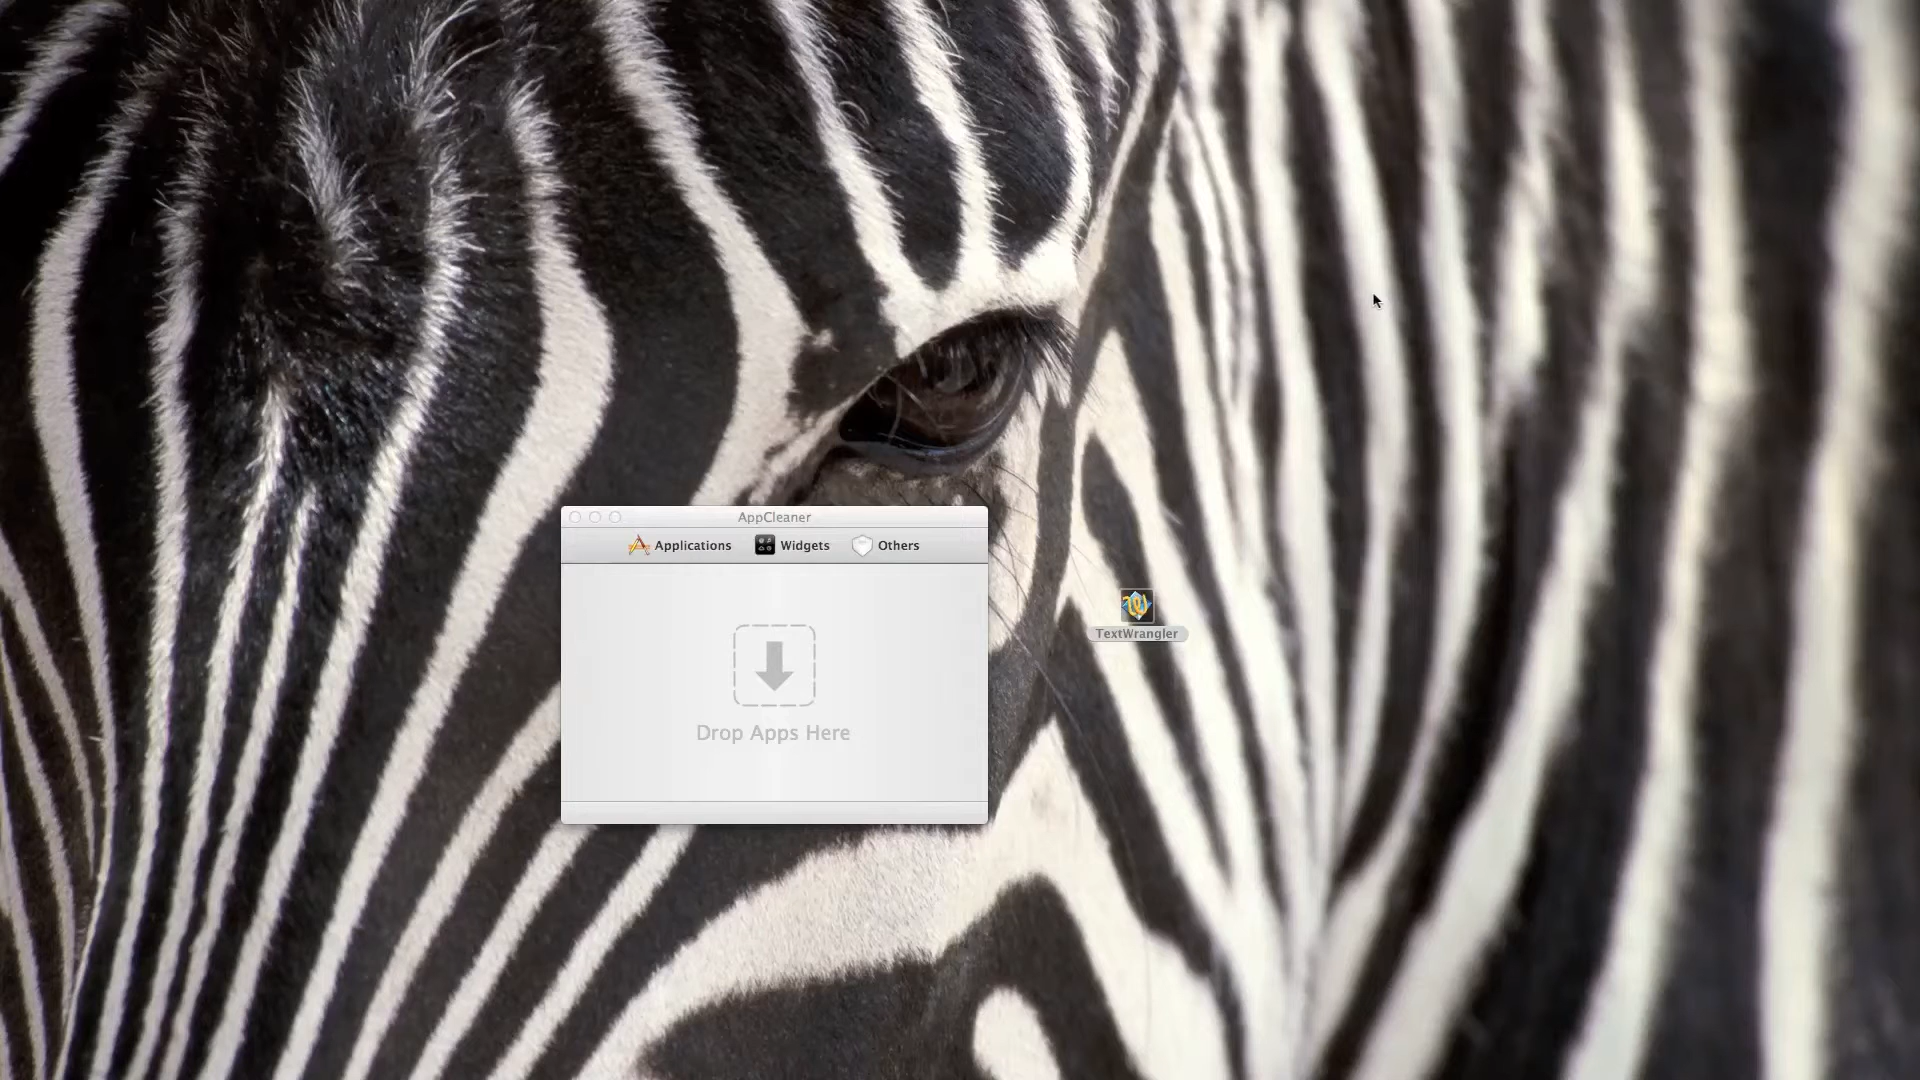 AppCleaner
Applications
Widgets
Others
Drop Apps Here
TextWrangler